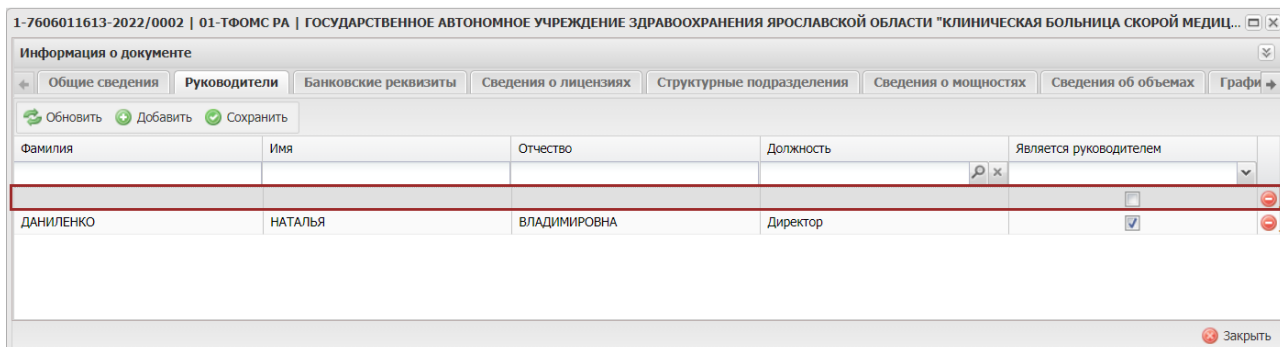 1-7606011613-2022/0002 | 01-ТФОМС РА | ГОСУДАРСТВЕННОЕ АВТОНОМНОЕ УЧРЕЖДЕНИЕ ЗДРАВООХРАНЕНИЯ ЯРОСЛАВСКОЙ ОБЛАСТИ "КЛИНИЧЕСКАЯ БОЛЬНИЦА СКОРОЙ МЕДИЦ...
Информация о документе
Общие сведения Руководители Банковские реквизиты Сведения о лицензиях Структурные подразделения Сведения о мощностях Сведения об объемах Графи
Обновить Добавить Сохранить
Фамилия Имя Отчество Должность Является руководителем
ДАНИЛЕНКО НАТАЛЬЯ ВЛАДИМИРОВНА Директор
Закрыть